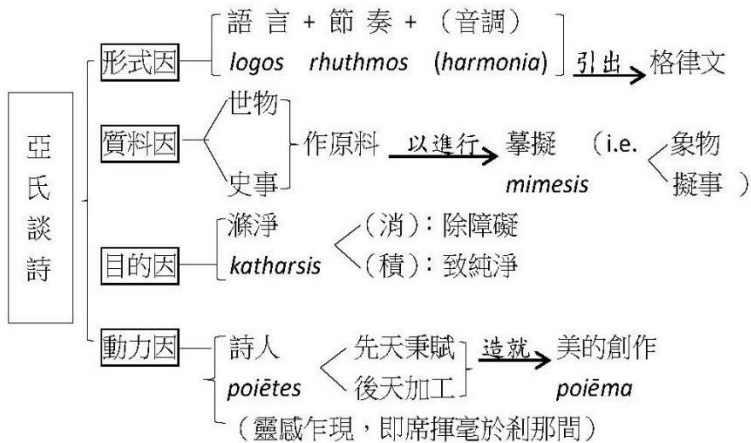 亞氏談詩
語言 + 節奏 + （音調）
形式因 引出 格律文
logos rhuthmos (harmonia)
世物
質料因 作原料 以進行 摹擬 （i.e. 象物
史事 mimesis 擬事 ）
滌淨 （消）：除障礙
目的因 katharsis （積）：致純淨
動力因 詩人 先天秉賦 造就 美的創作
poiētes 後天加工 poiēma
（靈感乍現，即席揮毫於剎那間）